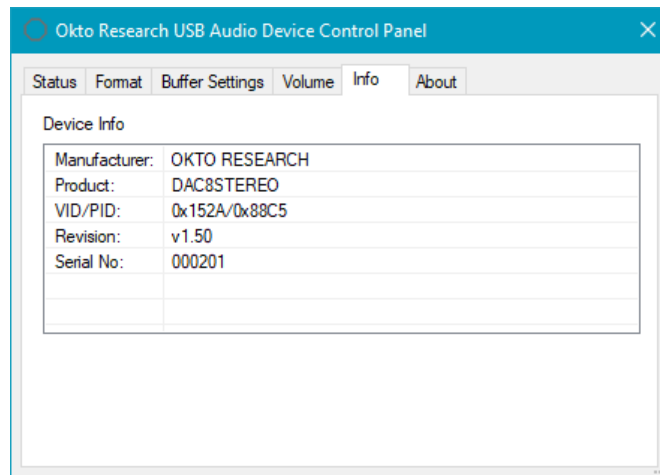 Okto Research USB Audio Device Control Panel
Status Format Buffer Settings Volume Info About
Device Info
Manufacturer: OKTO RESEARCH
Product: DAC8STEREO
VID/PID: 0x152A/0x88C5
Revision: v1.50
Serial No: 000201